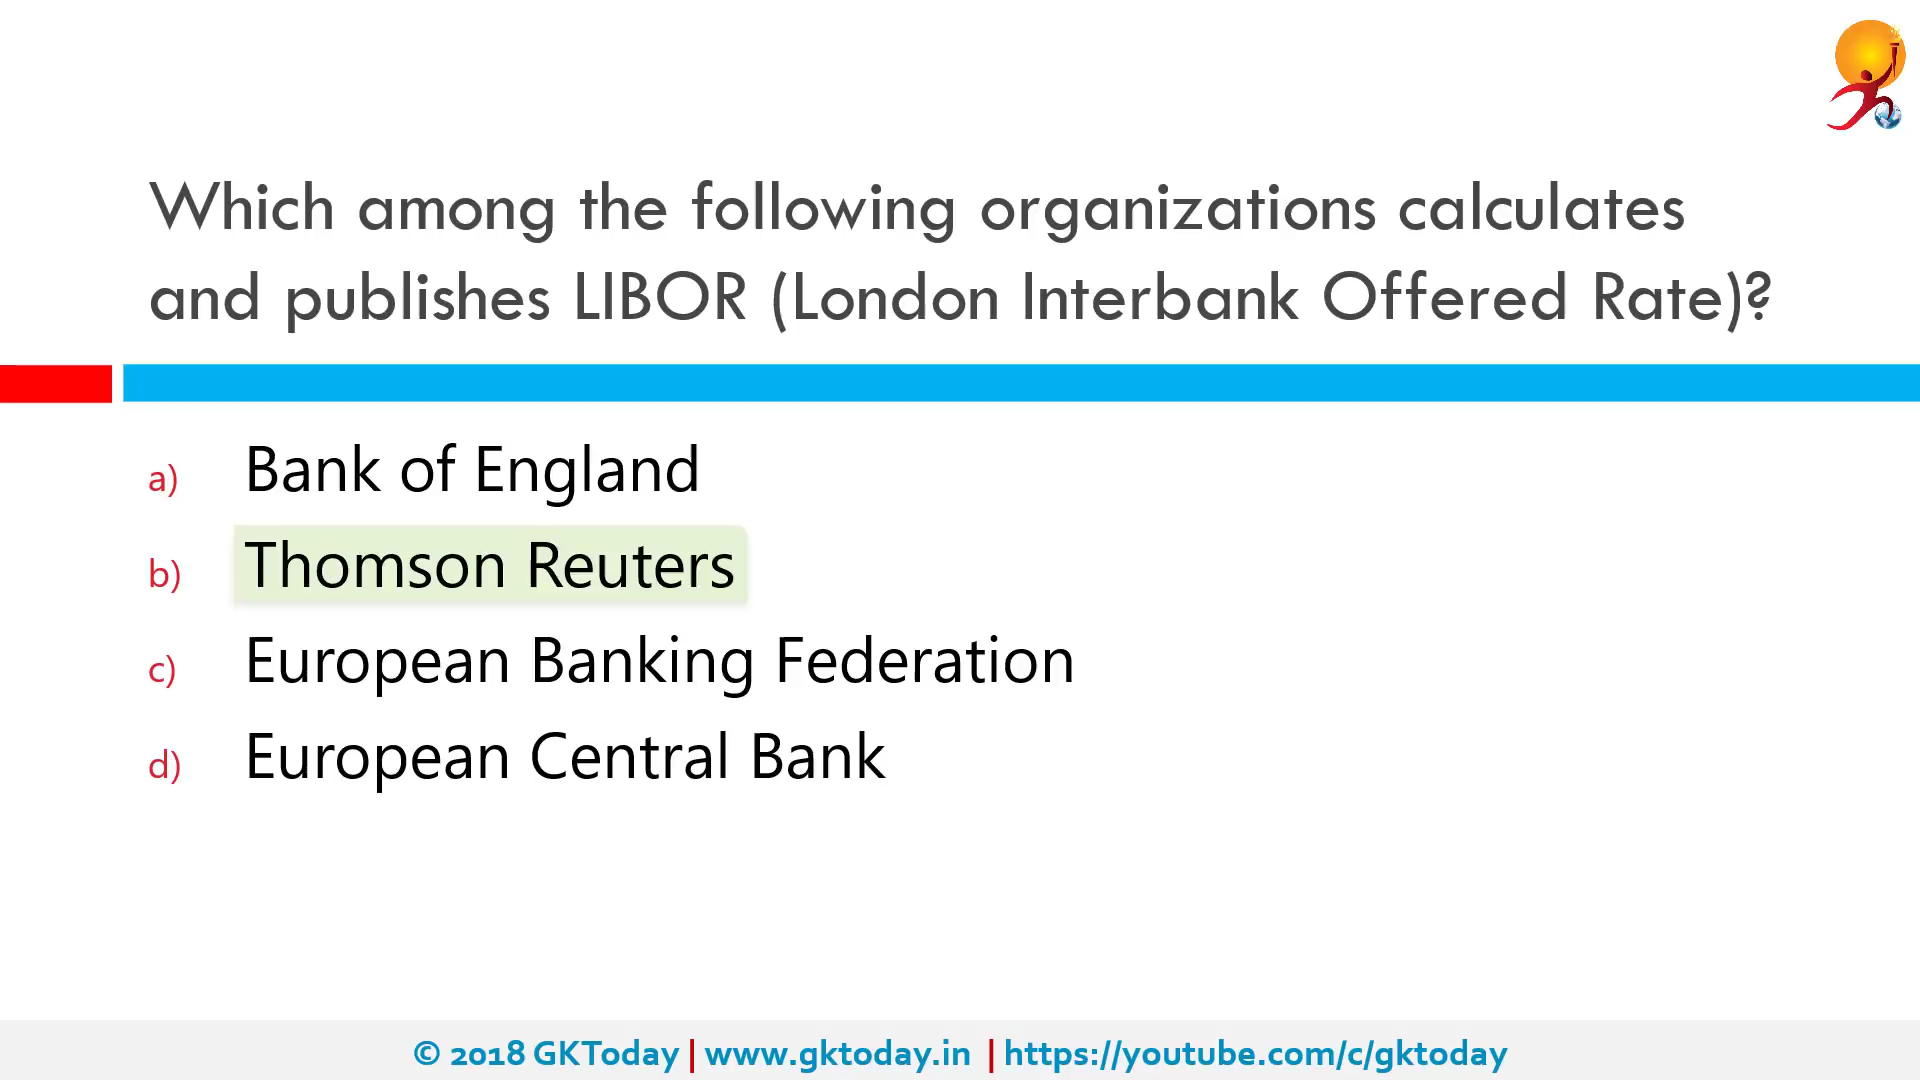 Which among the following organizations calculates
and publishes LIBOR (London Interbank Offered Rate)?
a) Bank of England
b) Thomson Reuters
c) European Banking Federation
d) European Central Bank
© 2018 GKToday | www.gktoday.in | https://youtube.com/c/gktoday